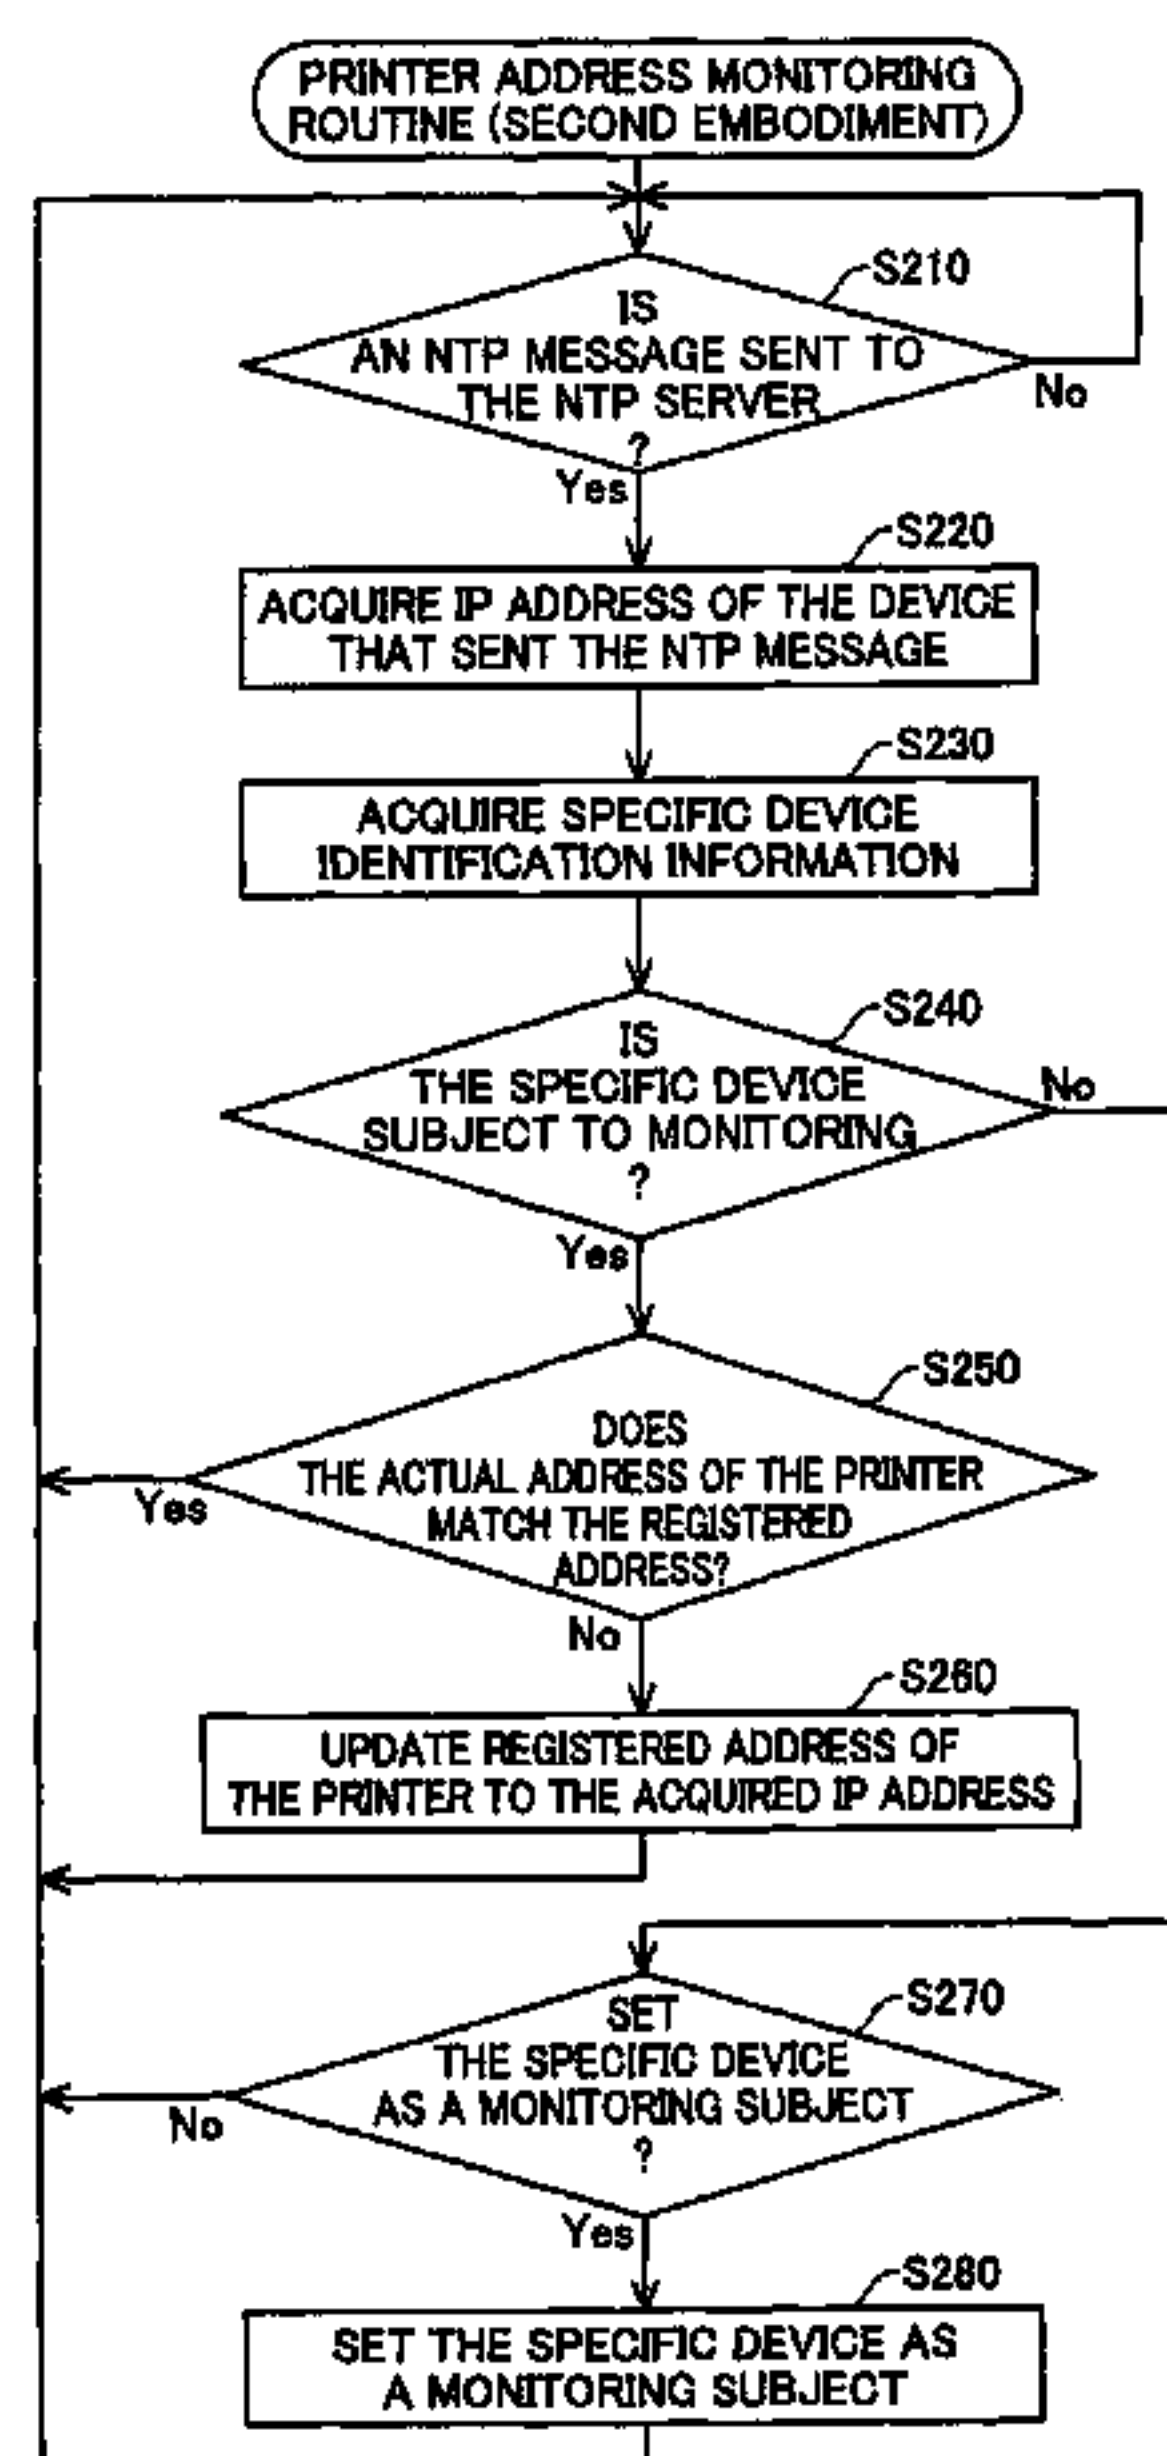 PRINTER ADDRESS MONITORING
ROUTINE (SECOND EMBODIMENT)
S210
IS
AN NTP MESSAGE SENT TO
THE NTP SERVER
?
No
Yes
S220
ACQUIRE IP ADDRESS OF THE DEVICE
THAT SENT THE NTP MESSAGE
S230
ACQUIRE SPECIFIC DEVICE
IDENTIFICATION INFORMATION
S240
IS
THE SPECIFIC DEVICE
SUBJECT TO MONITORING
?
No
Yes
S250
DOES
THE ACTUAL ADDRESS OF THE PRINTER
MATCH THE REGISTERED
ADDRESS?
Yes
No
S260
UPDATE REGISTERED ADDRESS OF
THE PRINTER TO THE ACQUIRED IP ADDRESS
S270
SET
THE SPECIFIC DEVICE
AS A MONITORING SUBJECT
?
No
Yes
S280
SET THE SPECIFIC DEVICE AS
A MONITORING SUBJECT